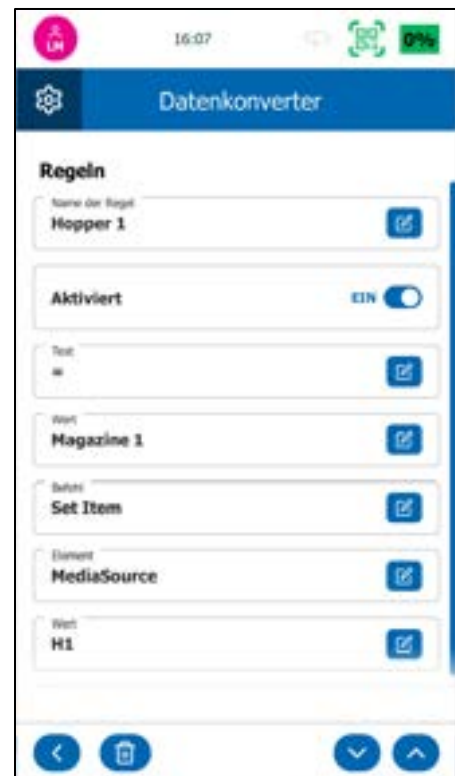 LM
16:07
0%
Datenkonverter
Regeln
Name der Regel
Hopper 1
Aktiviert
EIN
Text
=
Wert
Magazine 1
Befehl
Set Item
Element
MediaSource
Wert
H1